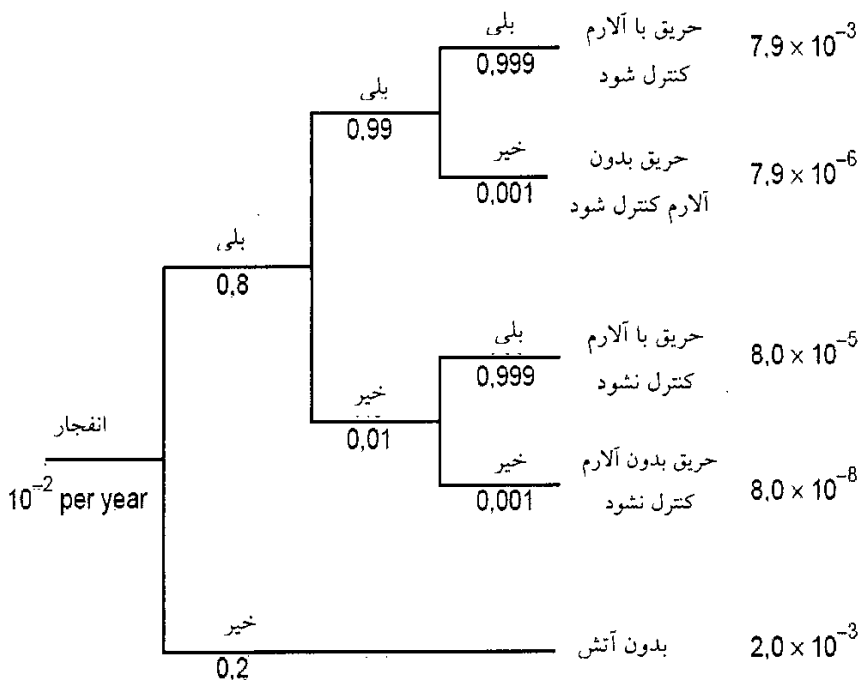 بلی
0,999
حریق با آلارم
کنترل شود
7,9 × 10⁻³
بلی
0,99
خیر
0,001
حریق بدون
آلارم کنترل شود
7,9 × 10⁻⁶
بلی
0,8
بلی
0,999
حریق با آلارم
کنترل نشود
8,0 × 10⁻⁵
خیر
0,01
انفجار
10⁻² per year
خیر
0,001
حریق بدون آلارم
کنترل نشود
8,0 × 10⁻⁸
خیر
0,2
بدون آتش
2,0 × 10⁻³